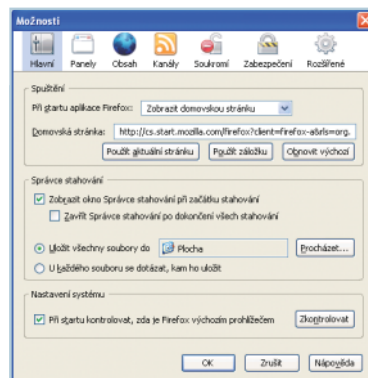 Možnosti
Hlavní Panely Obsah Kanály Soukromí Zabezpečení Rozšířené
Spuštění
Při startu aplikace Firefox: Zobrazit domovskou stránku
Domovská stránka: http://cs.start.mozilla.com/firefox?client=firefox-a&rls=org.
Použít aktuální stránku Použít záložku Obnovit výchozí
Správce stahování
Zobrazit okno Správce stahování při začátku stahování
Zavřít Správce stahování po dokončení všech stahování
Uložit všechny soubory do Plocha Procházet...
U každého souboru se dotázat, kam ho uložit
Nastavení systému
Při startu kontrolovat, zda je Firefox výchozím prohlížečem Zkontrolovat
OK Zrušit Nápověda